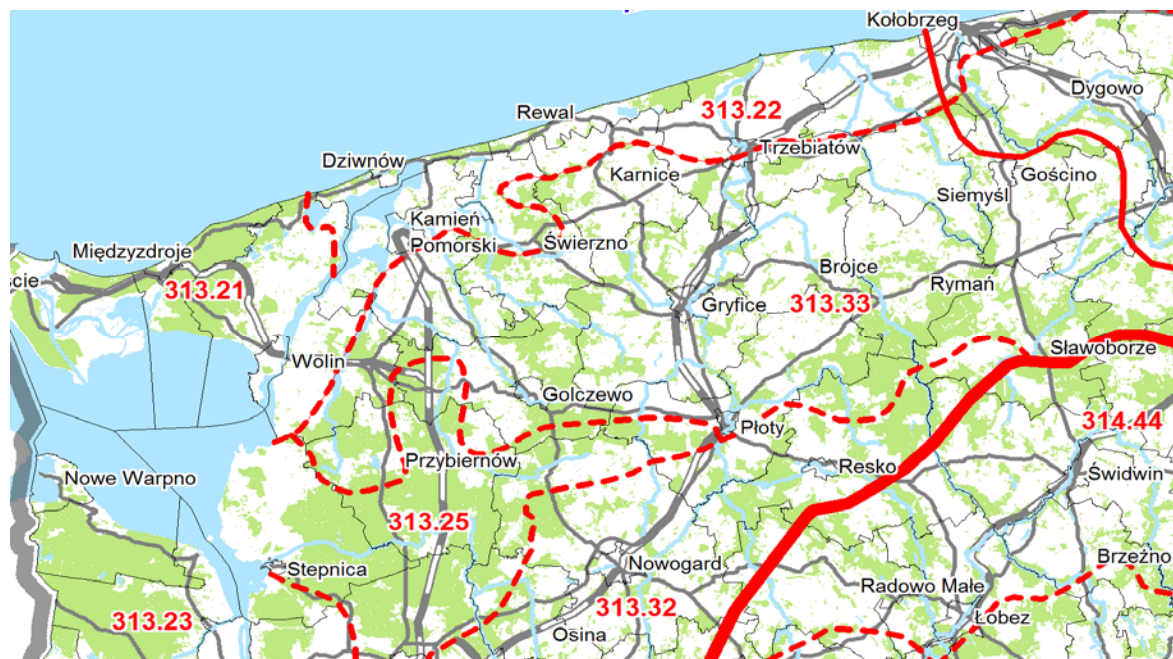 Kołobrzeg
Dygowo
Rewal
313.22
Trzebiatów
Dziwnów
Karnice
Gościno
Siemyśl
Kamień
Pomorski
Świerzno
Międzyzdroje
Brojce
ście
313.21
Gryfice
313.33
Rymań
Wolin
Sławoborze
Golczewo
Płoty
314.44
Przybiernów
Resko
Nowe Warpno
Świdwin
313.25
Stepnica
Nowogard
Brzeżno
Radowo Małe
313.23
313.32
Osina
Łobez